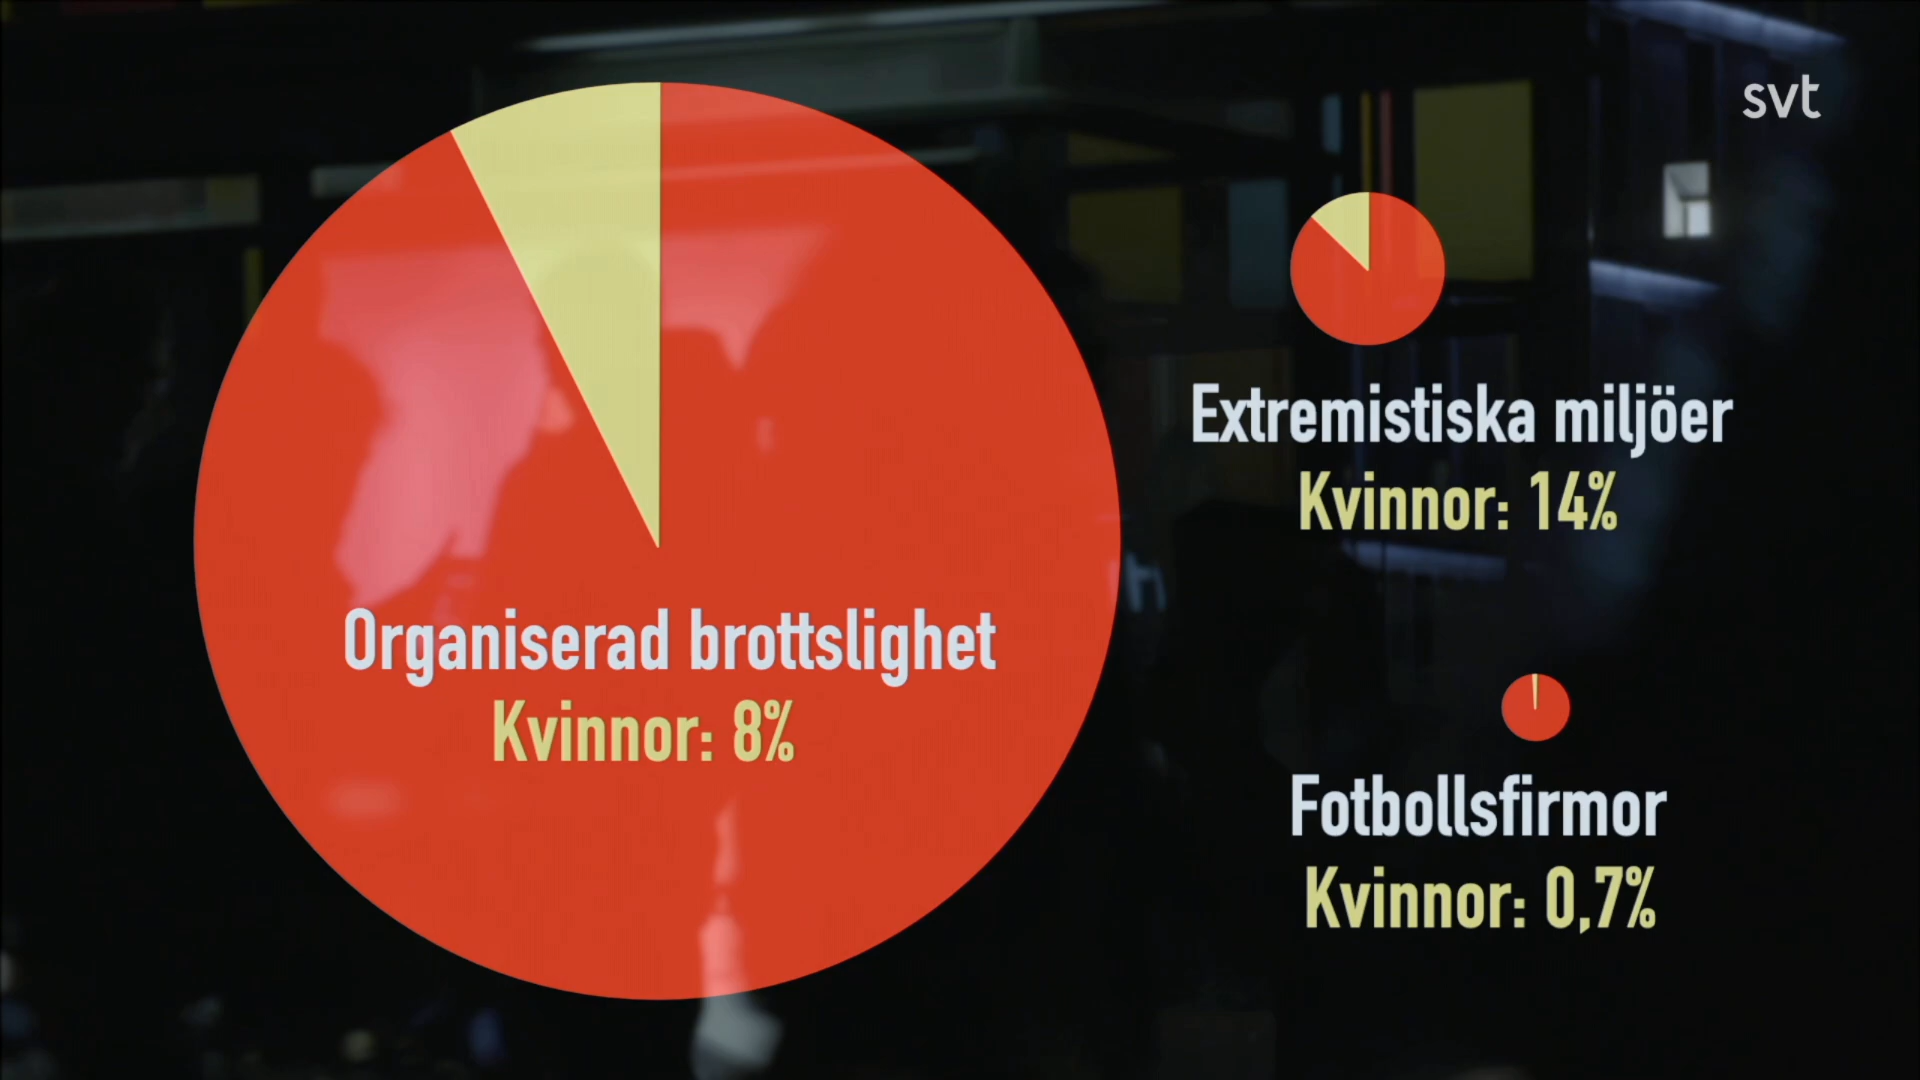 svt
Organiserad brottslighet
Kvinnor: 8%
Extremistiska miljöer
Kvinnor: 14%
Fotbollsfirmor
Kvinnor: 0,7%